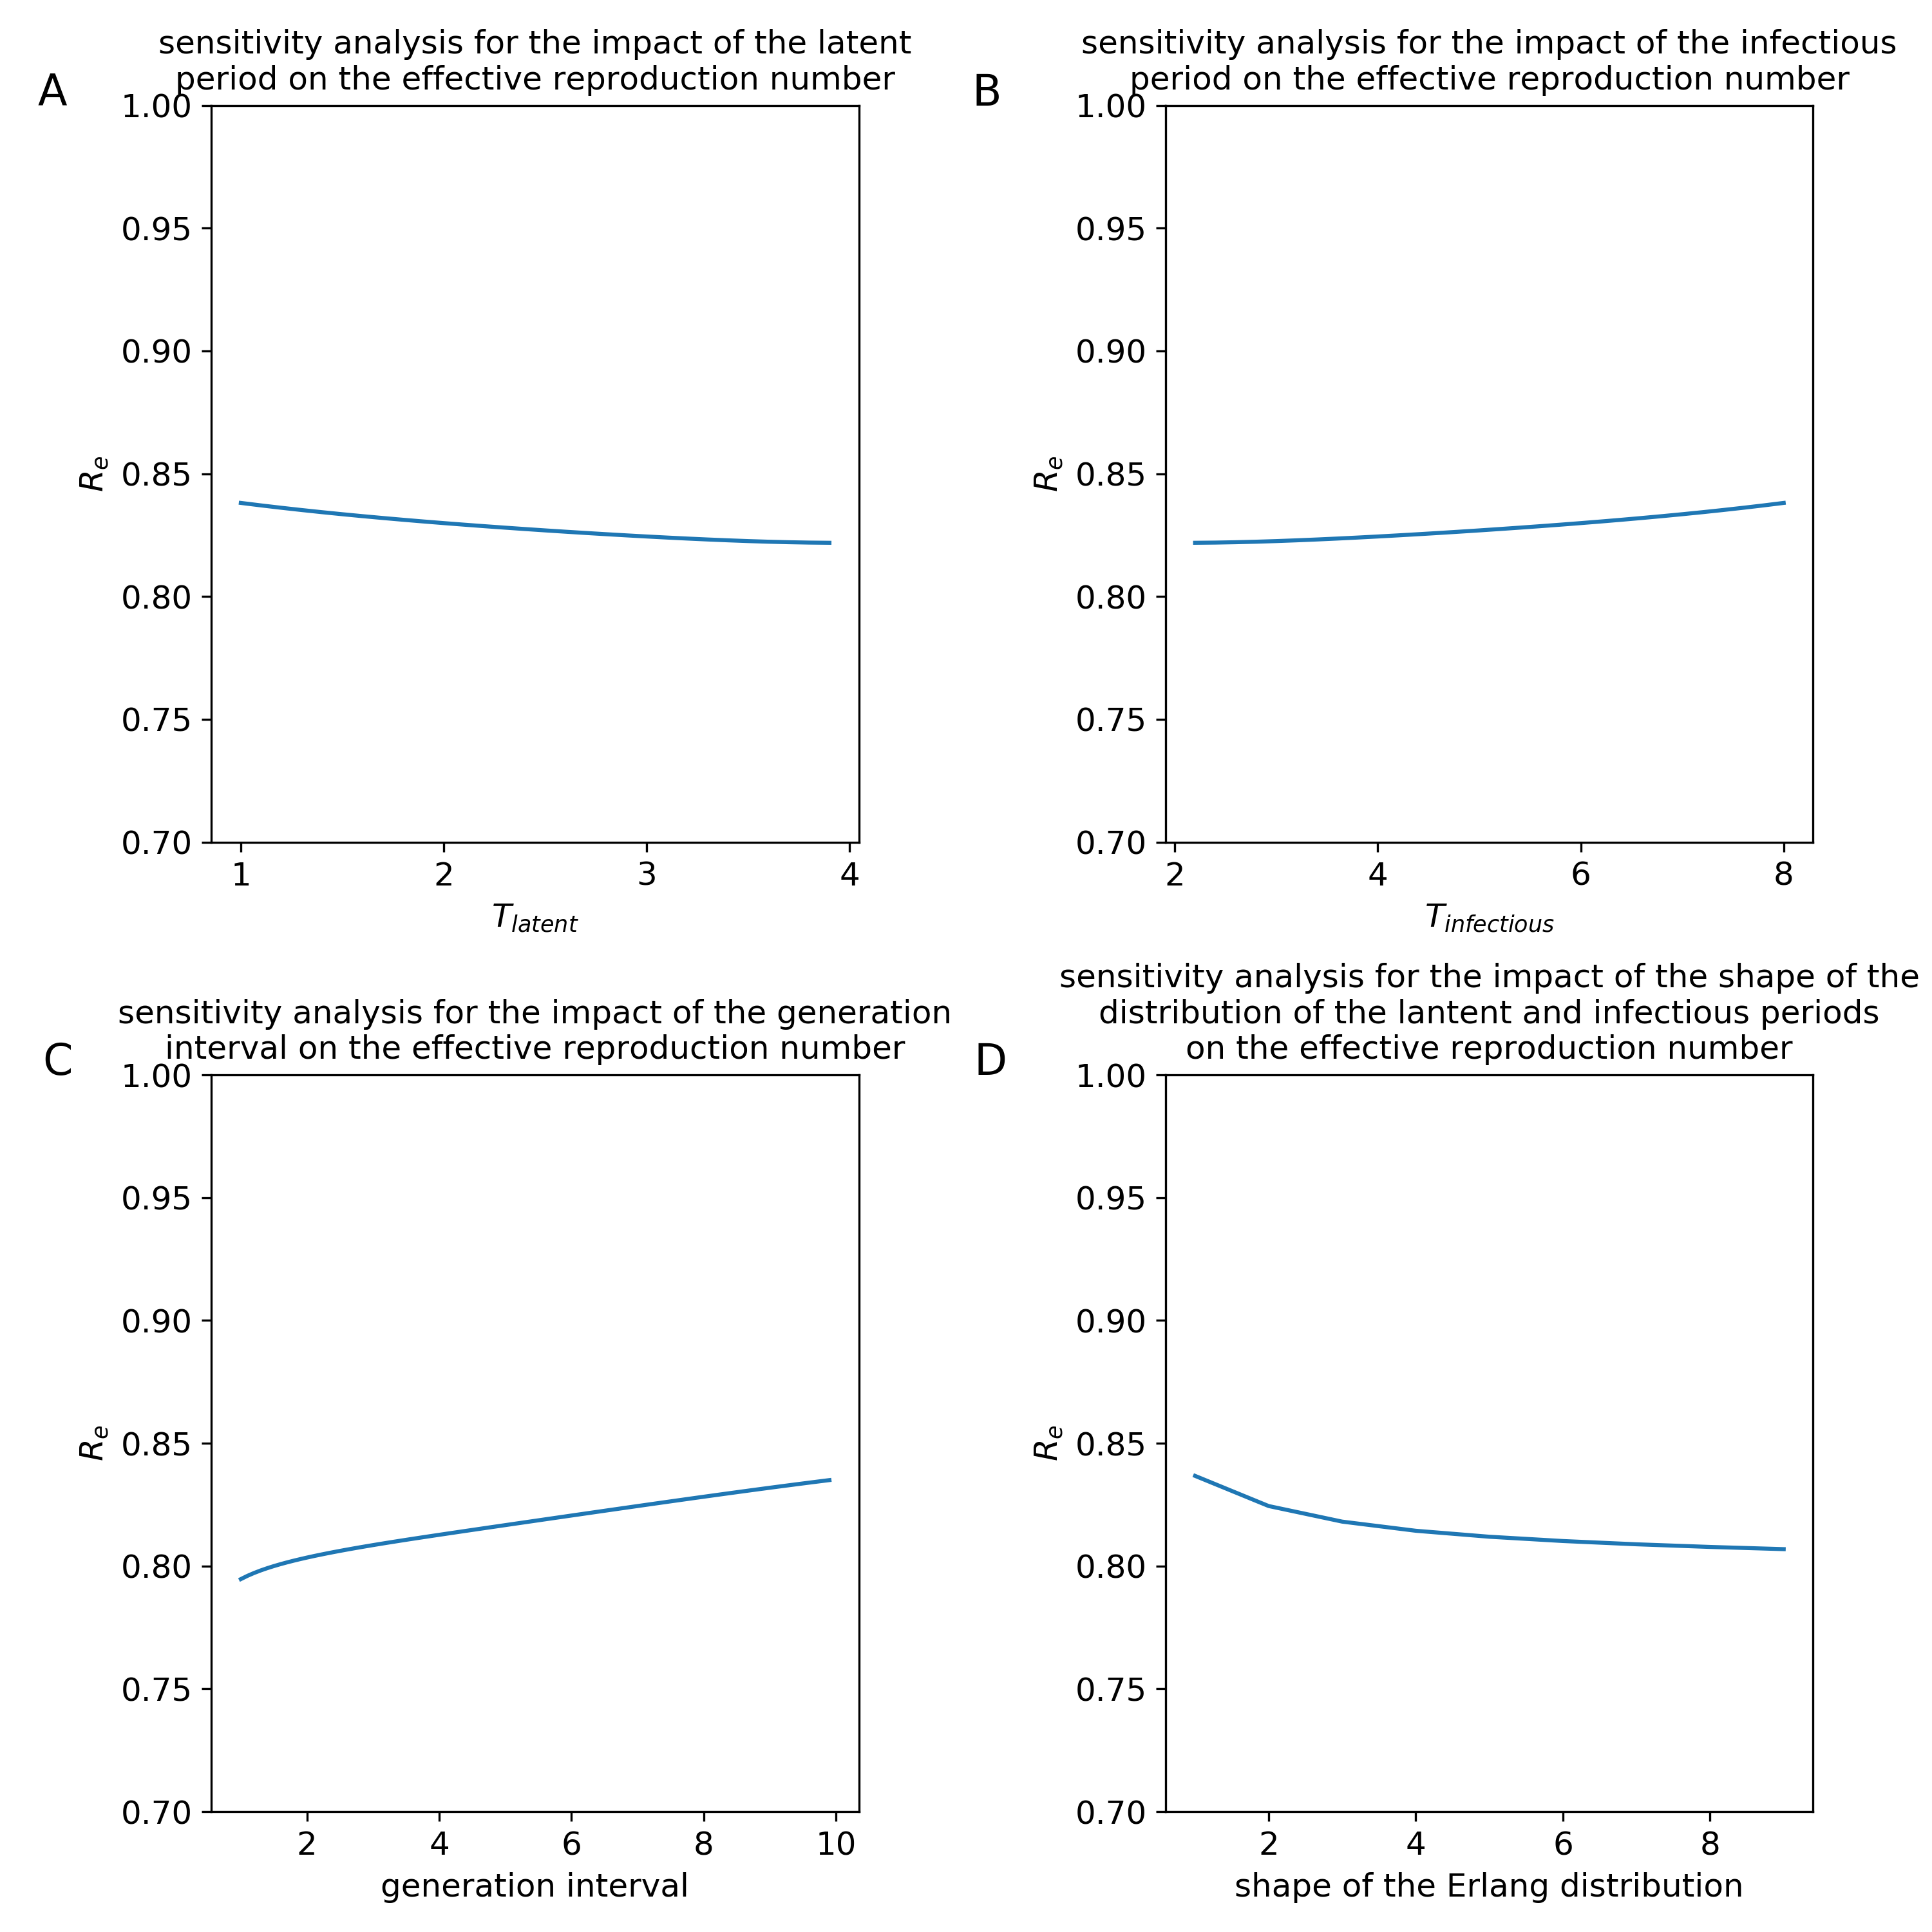 sensitivity analysis for the impact of the latent
period on the effective reproduction number
A
1.00
0.95
0.90
0.85
0.80
0.75
0.70
R_e
1 2 3 4
T_latent
sensitivity analysis for the impact of the infectious
period on the effective reproduction number
B
1.00
0.95
0.90
0.85
0.80
0.75
0.70
R_e
2 4 6 8
T_infectious
sensitivity analysis for the impact of the generation
interval on the effective reproduction number
C
1.00
0.95
0.90
0.85
0.80
0.75
0.70
R_e
2 4 6 8 10
generation interval
sensitivity analysis for the impact of the shape of the
distribution of the lantent and infectious periods
on the effective reproduction number
D
1.00
0.95
0.90
0.85
0.80
0.75
0.70
R_e
2 4 6 8
shape of the Erlang distribution